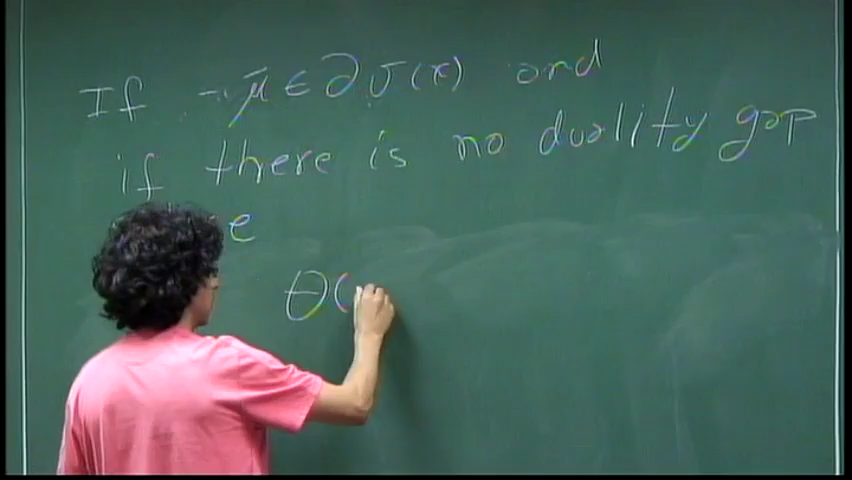 If -μ̄ ∈ ∂υ(x) and
if there is no duality gap
e
θ(